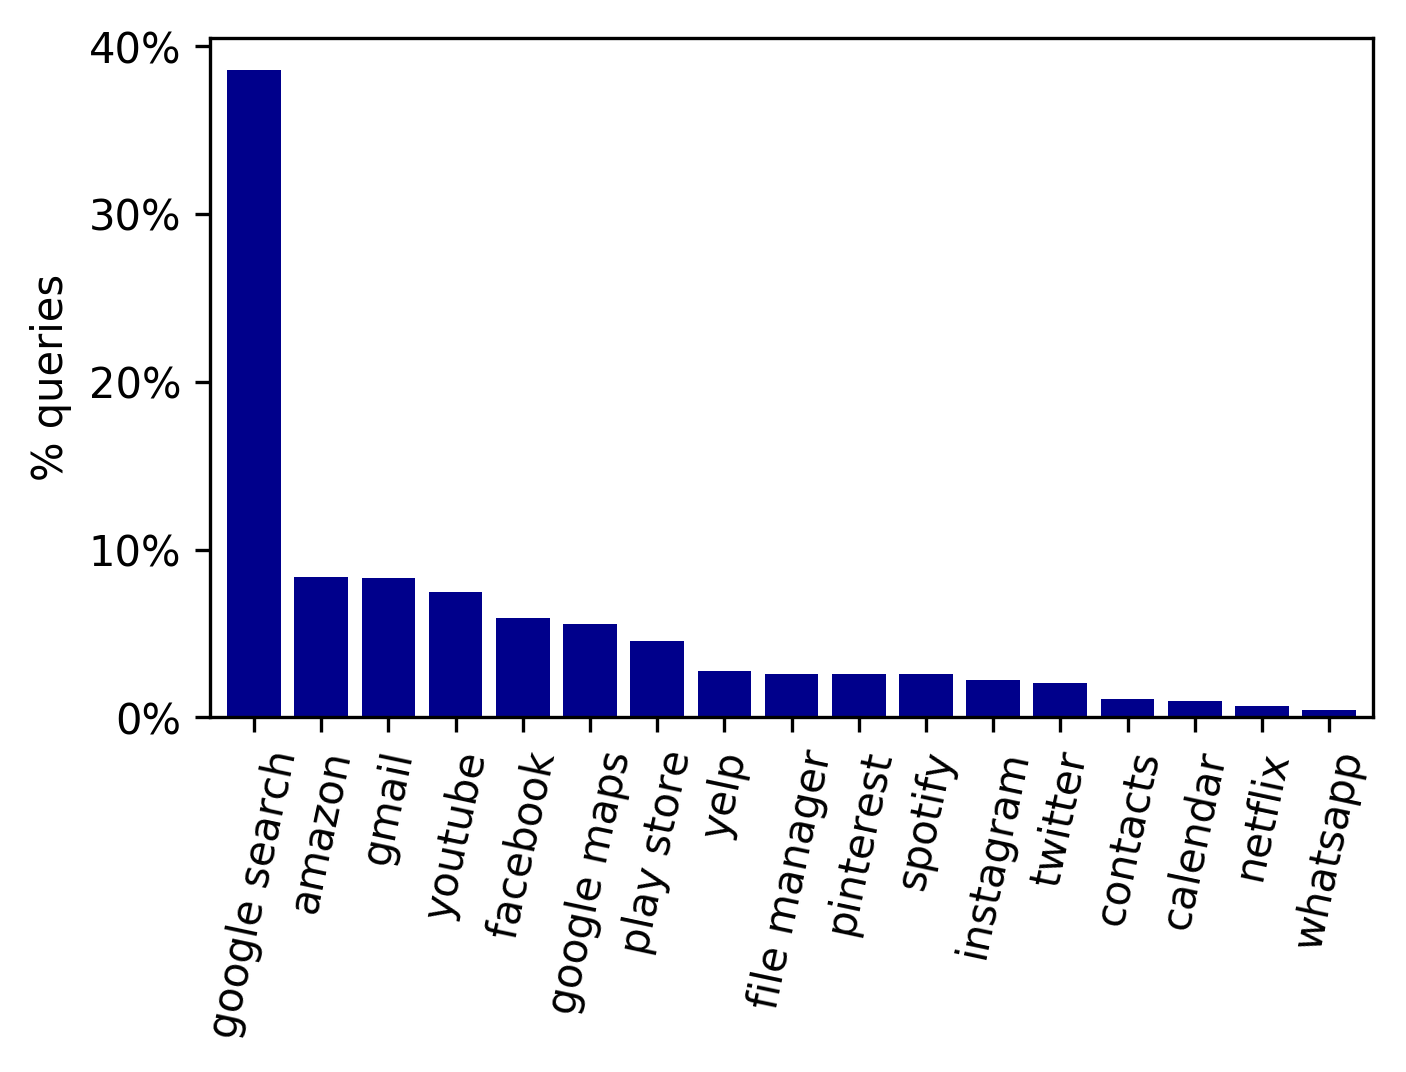 40%
30%
20%
10%
0%
% queries
google search
amazon
gmail
youtube
facebook
google maps
play store
yelp
file manager
pinterest
spotify
instagram
twitter
contacts
calendar
netflix
whatsapp